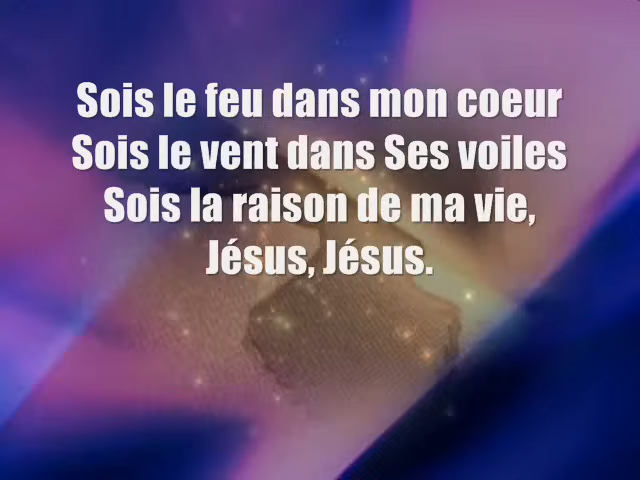 Sois le feu dans mon coeur
Sois le vent dans Ses voiles
Sois la raison de ma vie,
Jésus, Jésus.